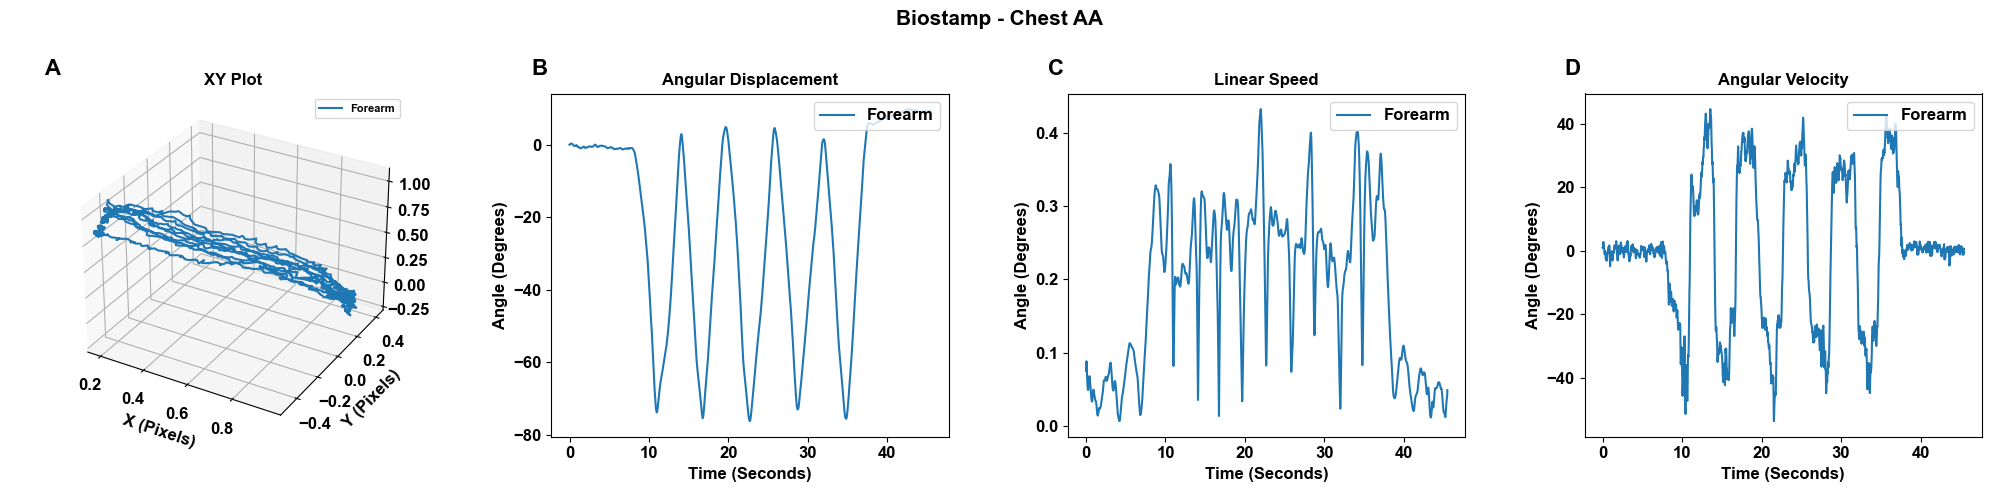 Biostamp - Chest AA
A
XY Plot
Forearm
1.00
0.75
0.50
0.25
0.00
−0.25
0.2
0.4
0.6
0.8
X (Pixels)
−0.4
−0.2
0.0
0.2
0.4
Y (Pixels)
B
Angular Displacement
Forearm
0
−20
−40
−60
−80
Angle (Degrees)
0
10
20
30
40
Time (Seconds)
C
Linear Speed
Forearm
0.4
0.3
0.2
0.1
0.0
Angle (Degrees)
0
10
20
30
40
Time (Seconds)
D
Angular Velocity
Forearm
40
20
0
−20
−40
Angle (Degrees)
0
10
20
30
40
Time (Seconds)